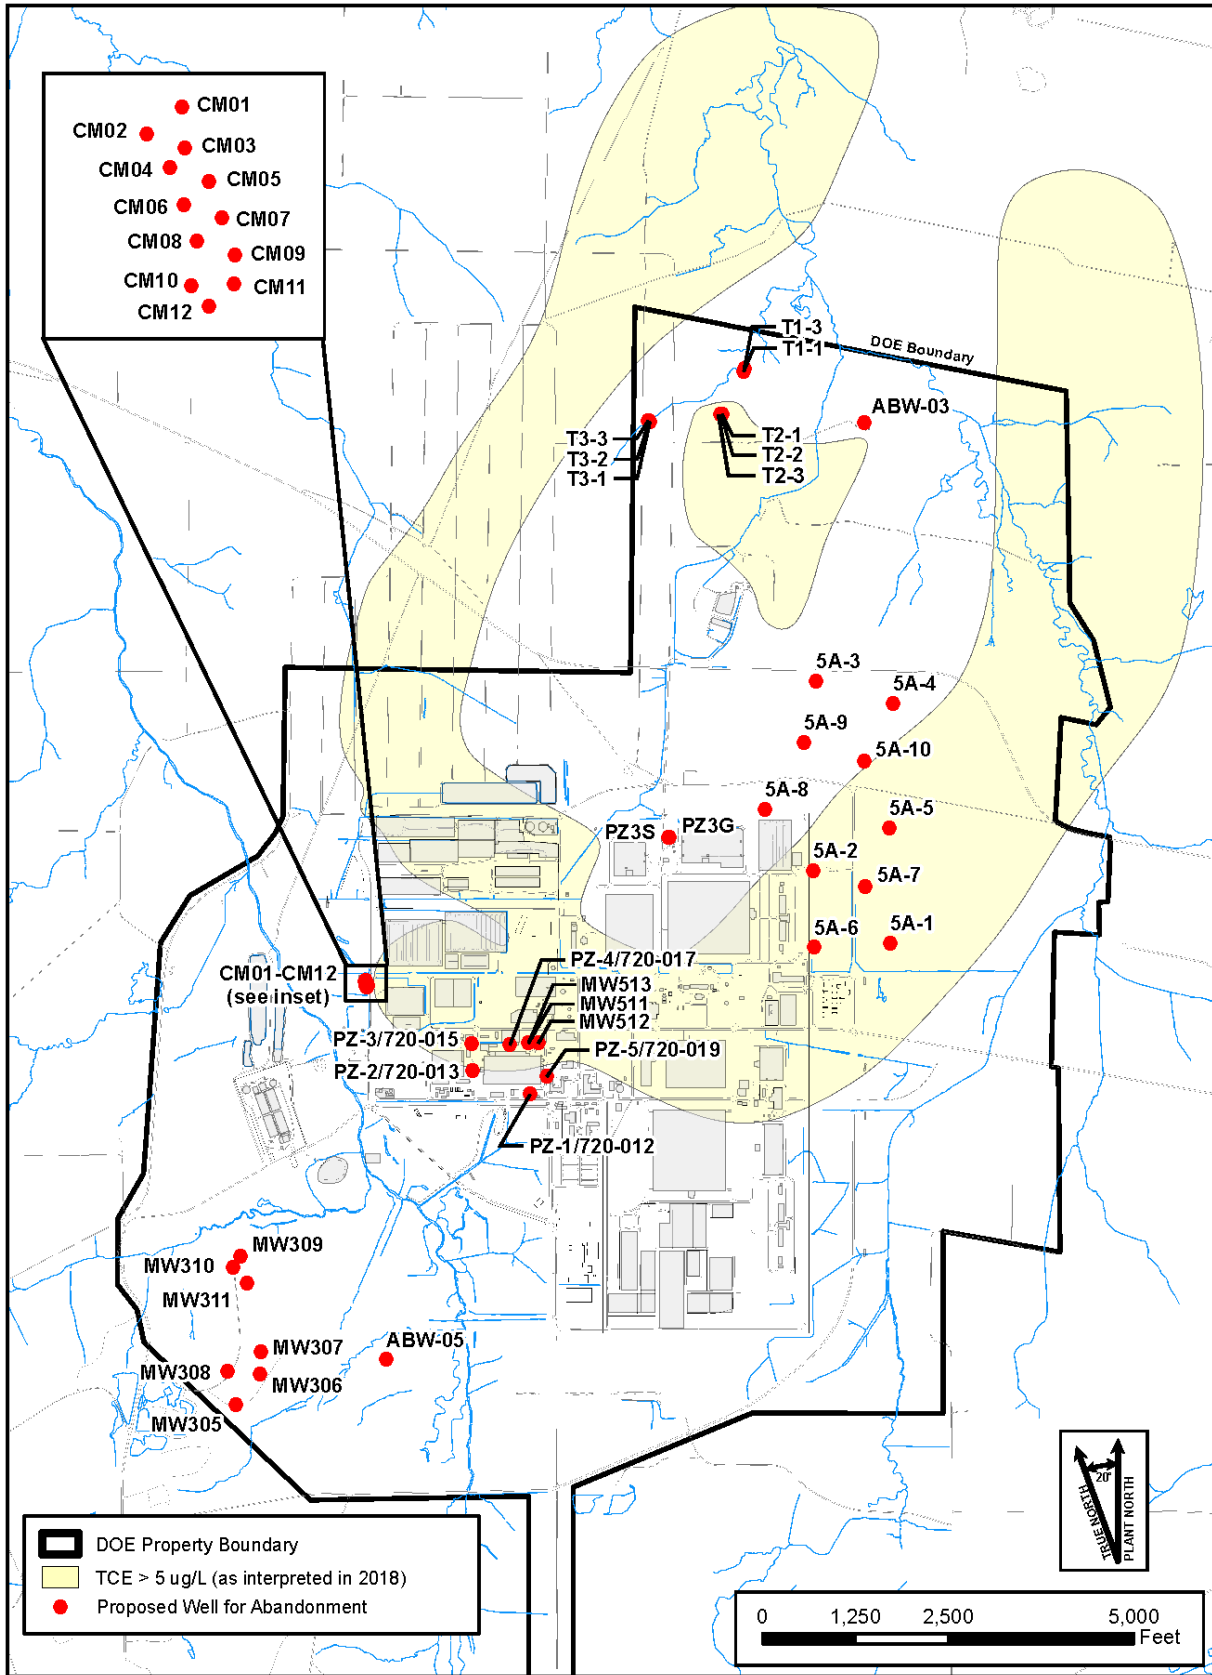 CM01
CM02
CM03
CM04
CM05
CM06
CM07
CM08
CM09
CM10
CM11
CM12
T1-3
T1-1
DOE Boundary
ABW-03
T3-3
T3-2
T3-1
T2-1
T2-2
T2-3
5A-3
5A-4
5A-9
5A-10
5A-8
5A-5
PZ3S
PZ3G
5A-2
5A-7
5A-6
5A-1
CM01-CM12
(see inset)
PZ-4/720-017
MW513
MW511
MW512
PZ-3/720-015
PZ-5/720-019
PZ-2/720-013
PZ-1/720-012
MW309
MW310
MW311
MW307
ABW-05
MW308
MW306
MW305
20°
TRUE NORTH
PLANT NORTH
DOE Property Boundary
TCE > 5 ug/L (as interpreted in 2018)
Proposed Well for Abandonment
0 1,250 2,500 5,000
Feet